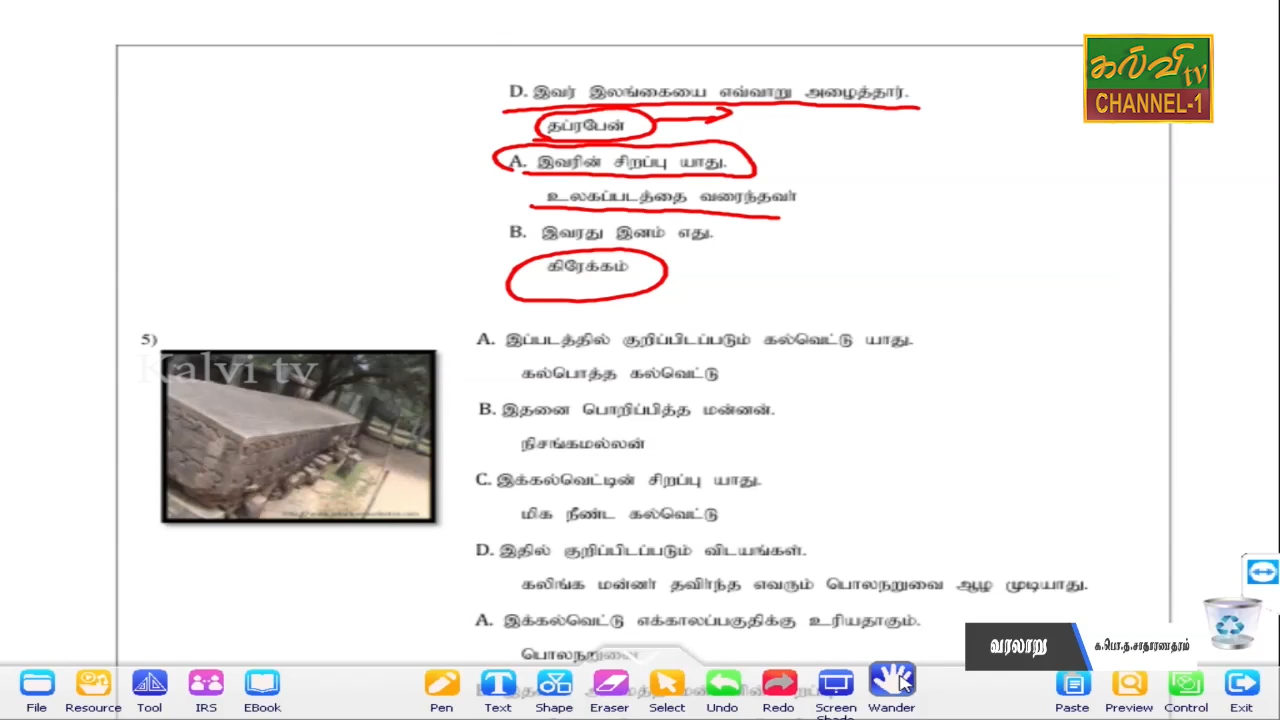 கல்வி tv
CHANNEL-1
D. இவர் இலங்கையை எவ்வாறு அழைத்தார்.
தப்ரபேன்
A. இவரின் சிறப்பு யாது.
உலகப்படத்தை வரைந்தவர்
B. இவரது இனம் எது.
கிரேக்கம்
5)
Kalvi tv
A. இப்படத்தில் குறிப்பிடப்படும் கல்வெட்டு யாது.
கல்பொத்த கல்வெட்டு
B. இதனை பொறிப்பித்த மன்னன்.
நிசங்கமல்லன்
C. இக்கல்வெட்டின் சிறப்பு யாது.
மிக நீண்ட கல்வெட்டு
D. இதில் குறிப்பிடப்படும் விடயங்கள்.
கலிங்க மன்னர் தவிர்ந்த எவரும் பொலநறுவை ஆழ முடியாது.
A. இக்கல்வெட்டு எக்காலப்பகுதிக்கு உரியதாகும்.
பொலநறுவை
வரலாறு
க.பொ.த.சாதாரணதரம்
File Resource Tool IRS EBook Pen Text Shape Eraser Select Undo Redo Screen Shade Wander Paste Preview Control Exit